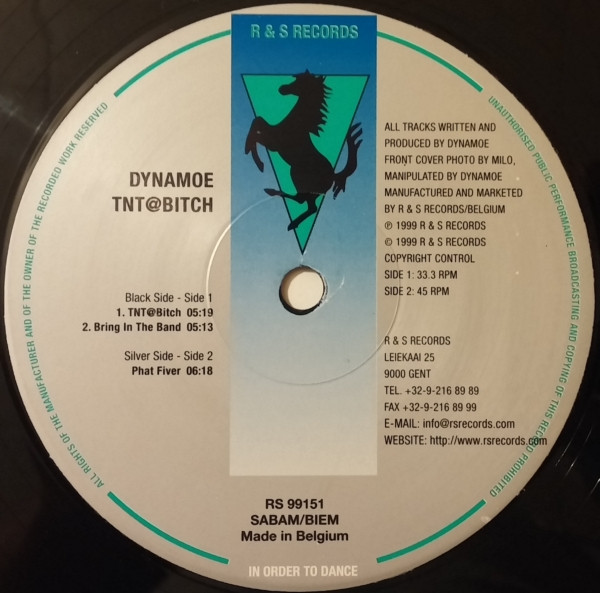 R & S RECORDS
DYNAMOE
TNT@BITCH
Black Side - Side 1
1. TNT@Bitch 05:19
2. Bring In The Band 05:13
Silver Side - Side 2
Phat Fiver 06:18
ALL TRACKS WRITTEN AND
PRODUCED BY DYNAMOE
FRONT COVER PHOTO BY MILO,
MANIPULATED BY DYNAMOE
MANUFACTURED AND MARKETED
BY R & S RECORDS/BELGIUM
℗ 1999 R & S RECORDS
© 1999 R & S RECORDS
COPYRIGHT CONTROL
SIDE 1: 33.3 RPM
SIDE 2: 45 RPM
R & S RECORDS
LEIEKAAI 25
9000 GENT
TEL. +32-9-216 89 89
FAX +32-9-216 89 99
E-MAIL: info@rsrecords.com
WEBSITE: http://www.rsrecords.com
RS 99151
SABAM/BIEM
Made in Belgium
IN ORDER TO DANCE
ALL RIGHTS OF THE MANUFACTURER AND OF THE OWNER OF THE RECORDED WORK RESERVED
UNAUTHORISED PUBLIC PERFORMANCE BROADCASTING AND COPYING OF THIS RECORD PROHIBITED